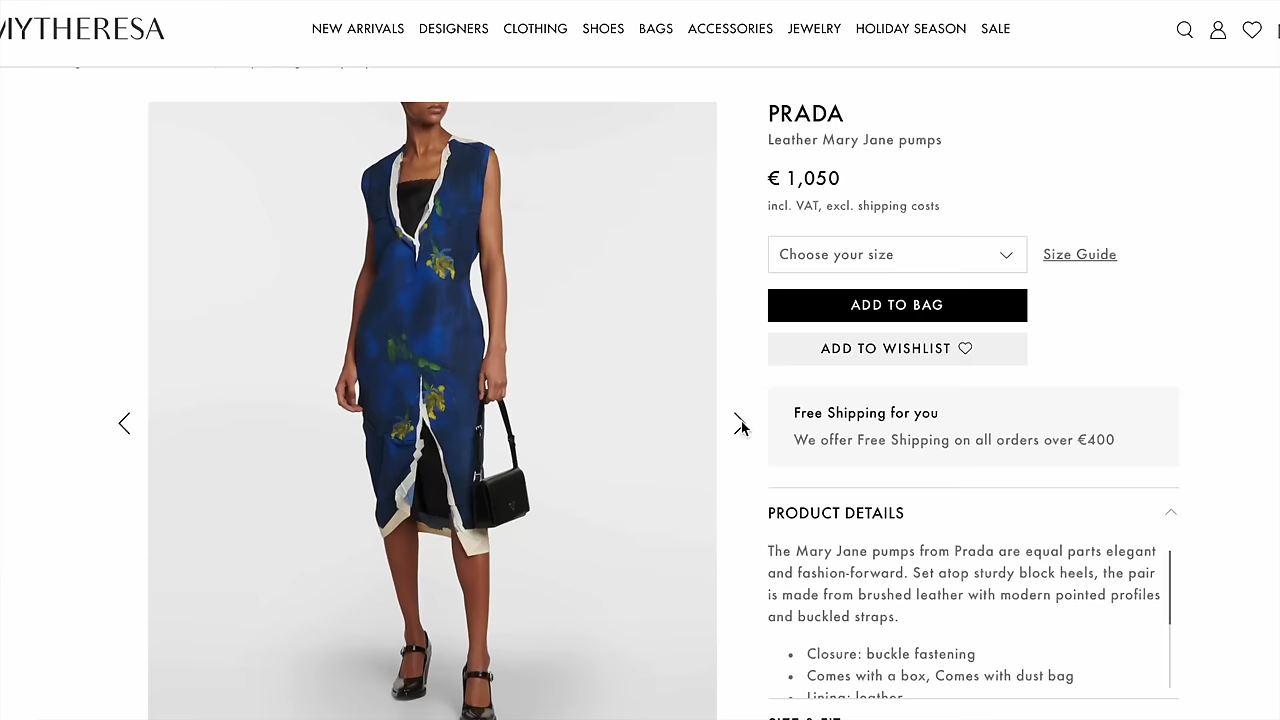 MYTHERESA
NEW ARRIVALS DESIGNERS CLOTHING SHOES BAGS ACCESSORIES JEWELRY HOLIDAY SEASON SALE
PRADA
Leather Mary Jane pumps
€ 1,050
incl. VAT, excl. shipping costs
Choose your size
Size Guide
ADD TO BAG
ADD TO WISHLIST
Free Shipping for you
We offer Free Shipping on all orders over €400
PRODUCT DETAILS
The Mary Jane pumps from Prada are equal parts elegant
and fashion-forward. Set atop sturdy block heels, the pair
is made from brushed leather with modern pointed profiles
and buckled straps.
• Closure: buckle fastening
• Comes with a box, Comes with dust bag
• Lining: leather
SIZE & FIT